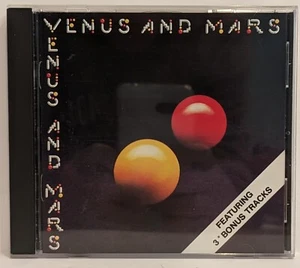 VENUS AND MARS
VENUS AND MARS
FEATURING
3 BONUS TRACKS